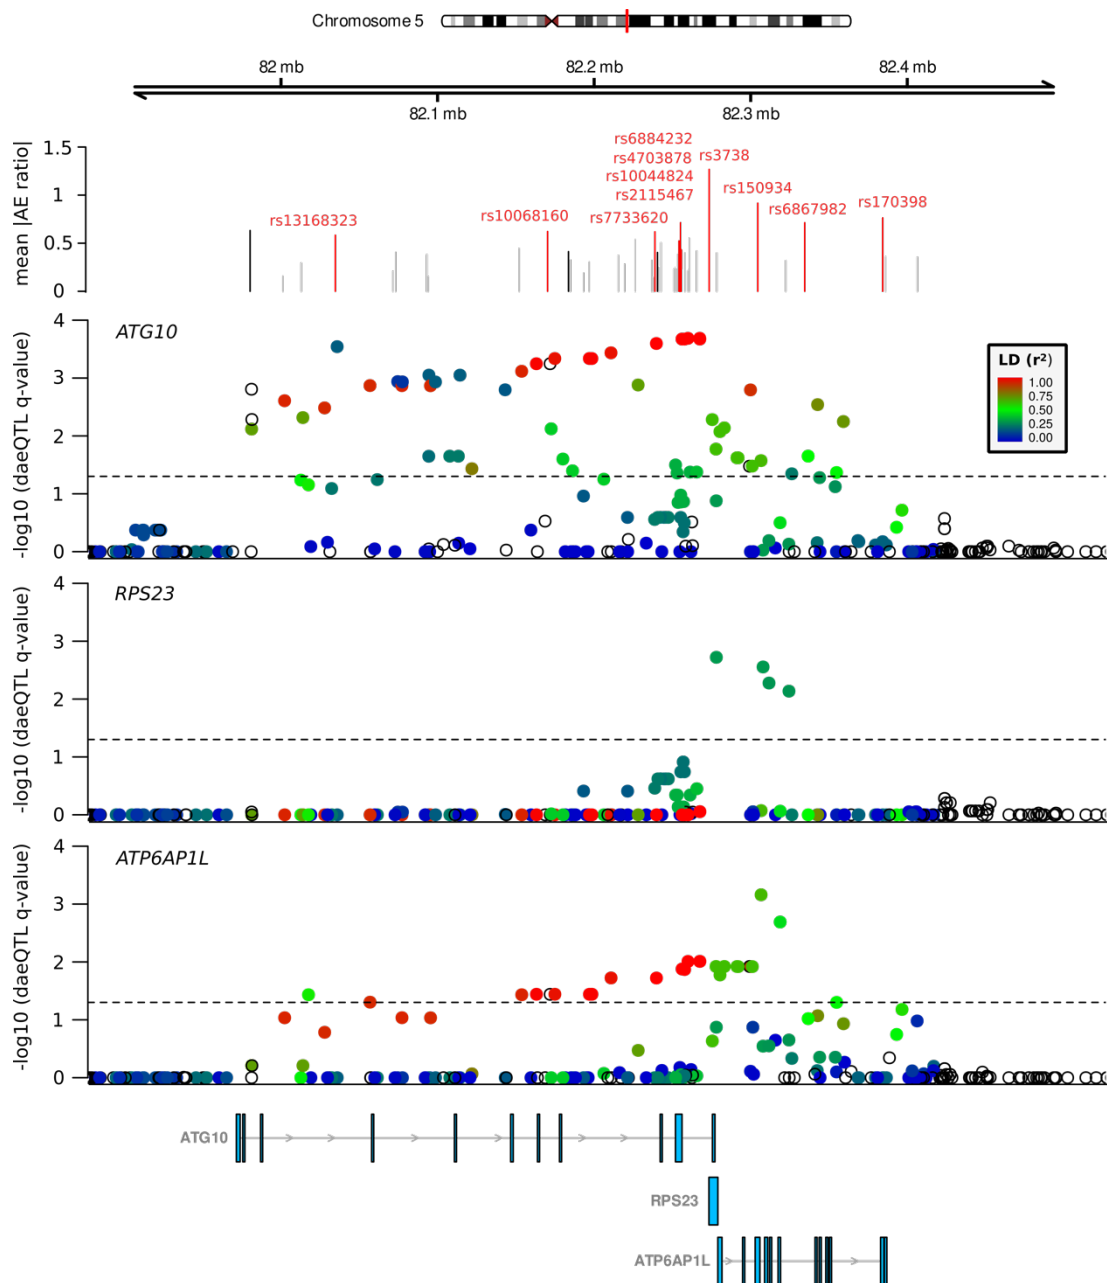 Chromosome 5
82 mb
82.2 mb
82.4 mb
82.1 mb
82.3 mb
mean |AE ratio|
1.5
1
0.5
0
rs6884232
rs4703878
rs3738
rs10044824
rs2115467
rs150934
rs13168323
rs10068160
rs7733620
rs6867982
rs170398
-log10 (daeQTL q-value)
ATG10
4
3
2
1
0
LD (r²)
1.00
0.75
0.50
0.25
0.00
-log10 (daeQTL q-value)
RPS23
4
3
2
1
0
-log10 (daeQTL q-value)
ATP6AP1L
4
3
2
1
0
ATG10
RPS23
ATP6AP1L